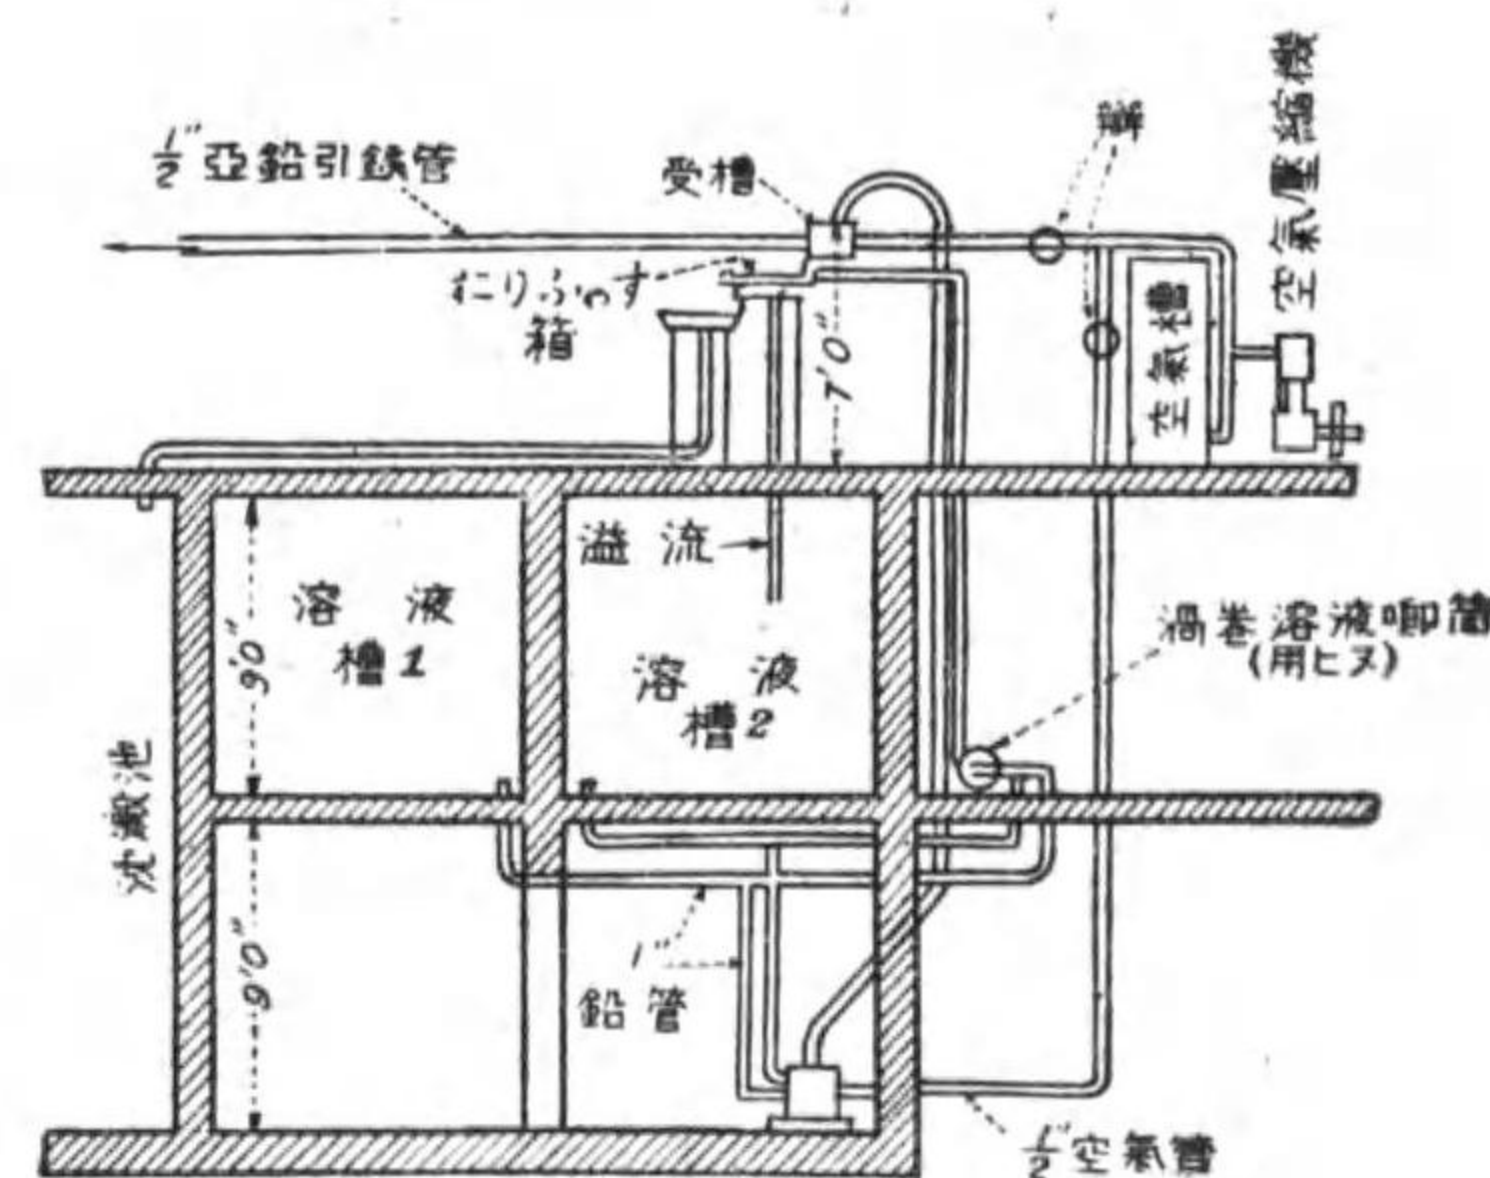 1/2" 亞鉛引鉄管
受槽
瓣
空氣壓縮機
おりふゐす
箱
7'0"
空氣槽
溢流
溶液
槽1
溶液
槽2
9'0"
渦巻溶液喞筒
(用ヒヌ)
沈澱池
9'0"
1"
鉛管
1/2" 空氣管